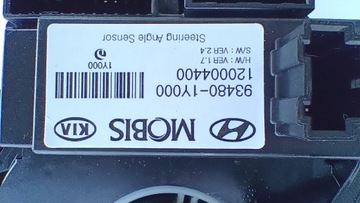 MOBIS KIA
93480-1Y000
120004400
H/W : VER 1.7
S/W : VER 2.4
1Y000
Steering Angle Sensor